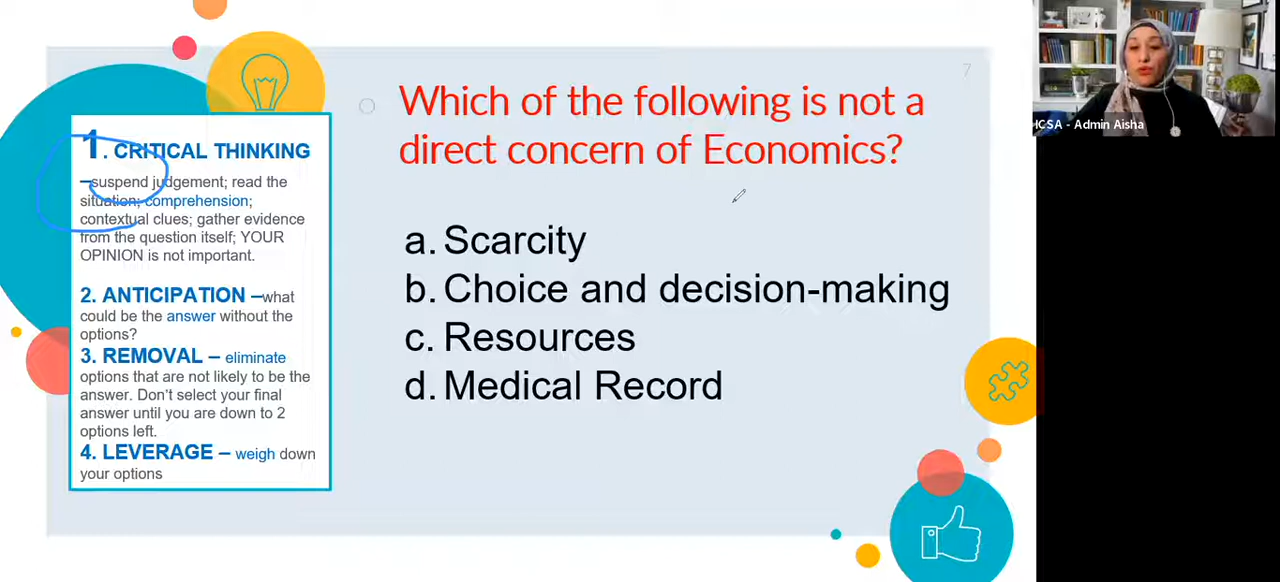 1. CRITICAL THINKING
–suspend judgement; read the
situation; comprehension;
contextual clues; gather evidence
from the question itself; YOUR
OPINION is not important.
2. ANTICIPATION –what
could be the answer without the
options?
3. REMOVAL – eliminate
options that are not likely to be the
answer. Don't select your final
answer until you are down to 2
options left.
4. LEVERAGE – weigh down
your options
7
Which of the following is not a
direct concern of Economics?
a. Scarcity
b. Choice and decision-making
c. Resources
d. Medical Record
ICSA - Admin Aisha